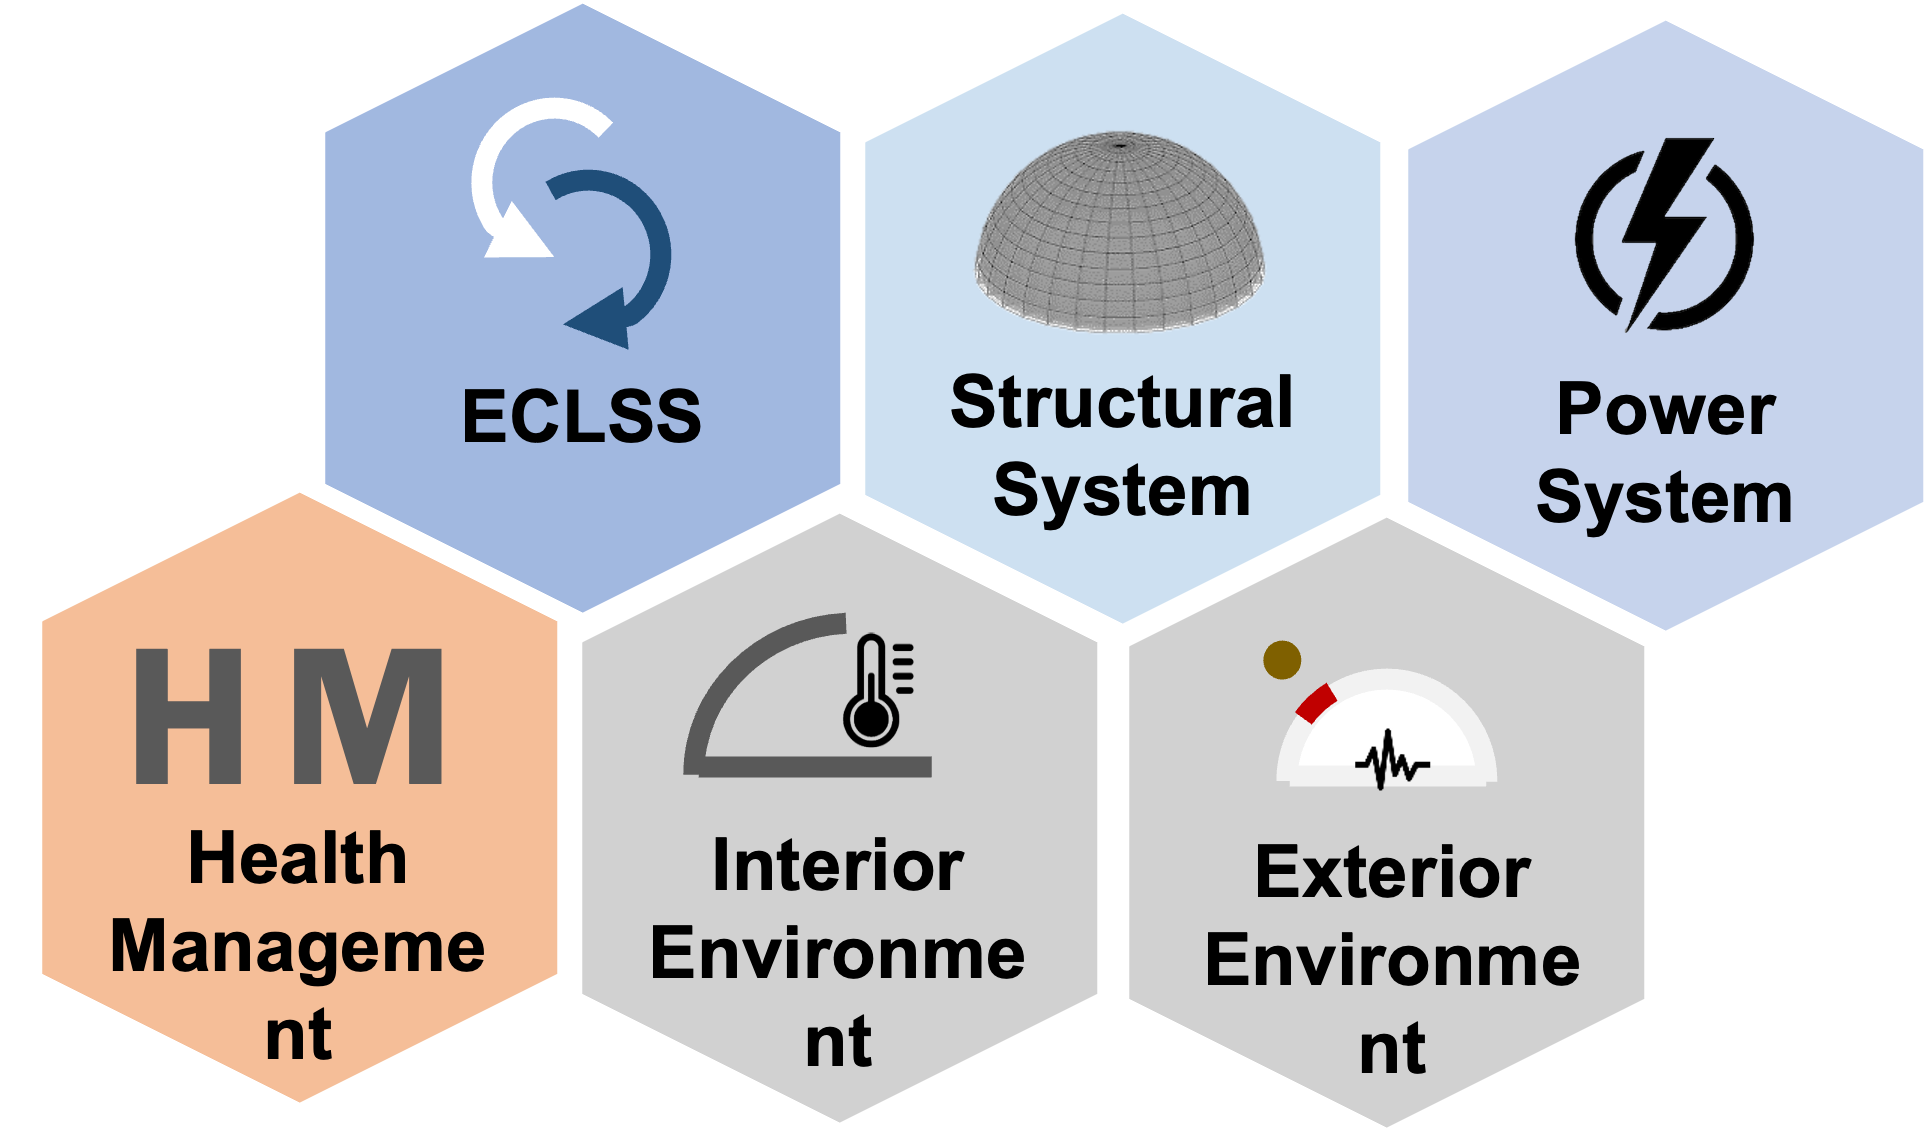 ECLSS
Structural
System
Power
System
H M
Health
Manageme
nt
Interior
Environme
nt
Exterior
Environme
nt